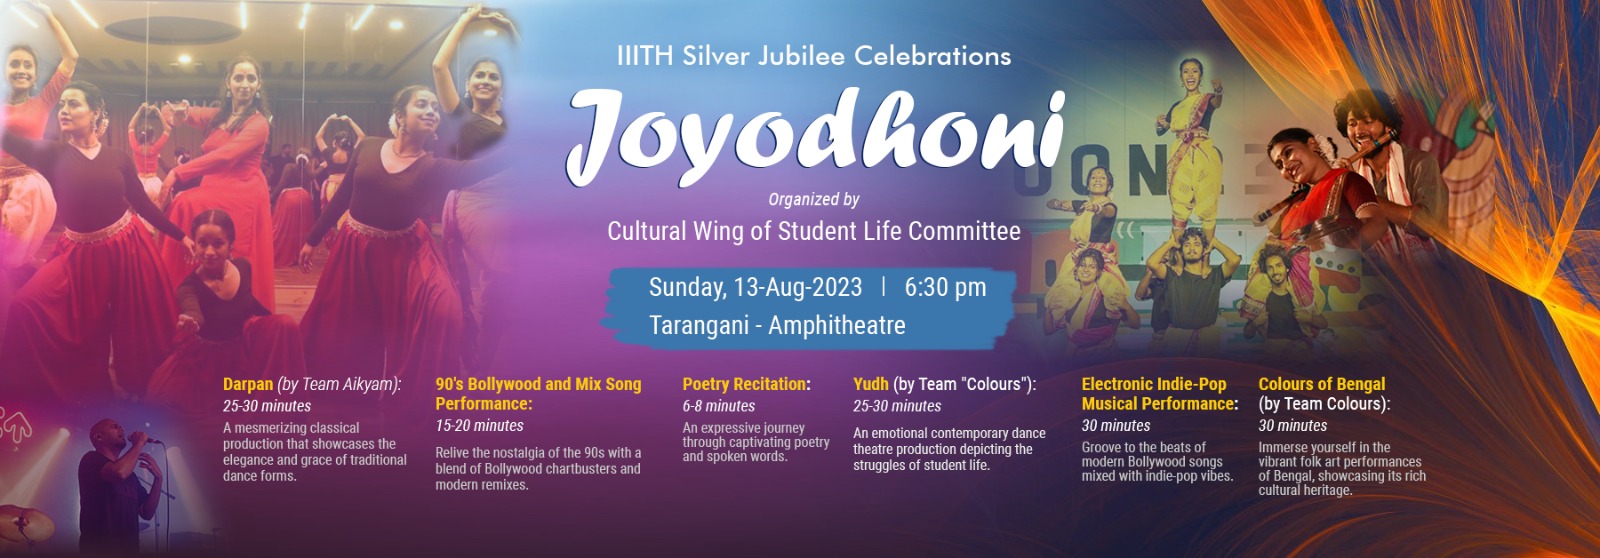 IIITH Silver Jubilee Celebrations
Joyodhoni
Organized by
Cultural Wing of Student Life Committee
Sunday, 13-Aug-2023 | 6:30 pm
Tarangani - Amphitheatre
Darpan (by Team Aikyam):
25-30 minutes
A mesmerizing classical
production that showcases the
elegance and grace of traditional
dance forms.
90's Bollywood and Mix Song
Performance:
15-20 minutes
Relive the nostalgia of the 90s with a
blend of Bollywood chartbusters and
modern remixes.
Poetry Recitation:
6-8 minutes
An expressive journey
through captivating poetry
and spoken words.
Yudh (by Team "Colours"):
25-30 minutes
An emotional contemporary dance
theatre production depicting the
struggles of student life.
Electronic Indie-Pop
Musical Performance:
30 minutes
Groove to the beats of
modern Bollywood songs
mixed with indie-pop vibes.
Colours of Bengal
(by Team Colours):
30 minutes
Immerse yourself in the
vibrant folk art performances
of Bengal, showcasing its rich
cultural heritage.